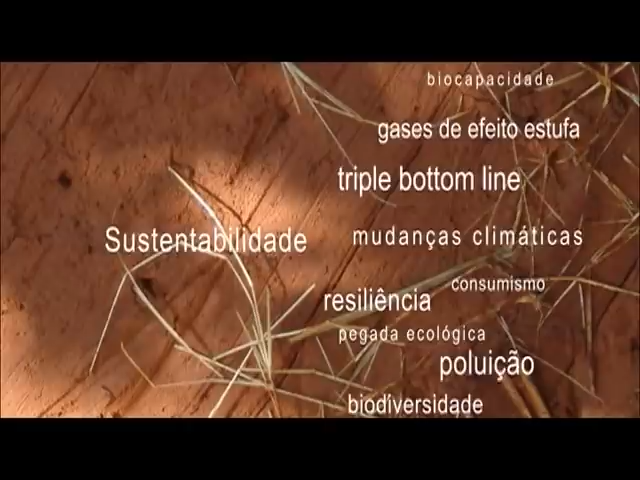 biocapacidade
gases de efeito estufa
triple bottom line
Sustentabilidade
mudanças climáticas
consumismo
resiliência
pegada ecológica
poluição
biodiversidade